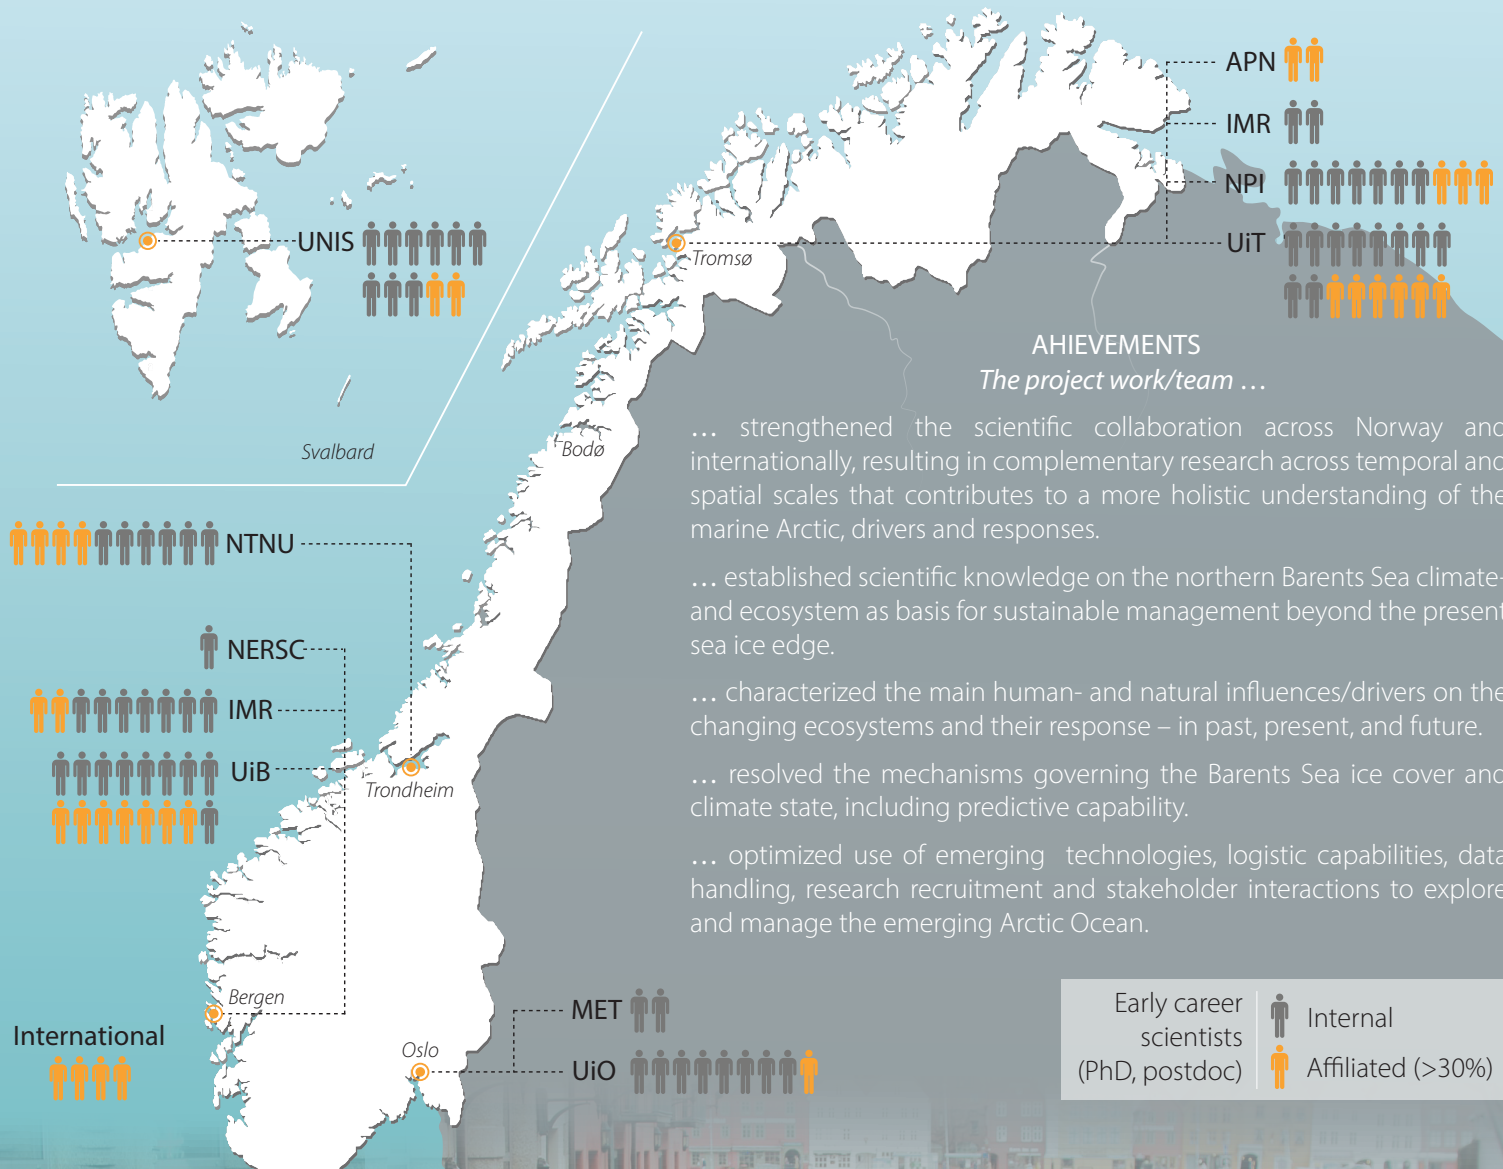 APN
IMR
NPI
UiT
UNIS
Tromsø
Svalbard
Bodø
AHIEVEMENTS
The project work/team …
… strengthened the scientific collaboration across Norway and
internationally, resulting in complementary research across temporal and
spatial scales that contributes to a more holistic understanding of the
marine Arctic, drivers and responses.
… established scientific knowledge on the northern Barents Sea climate-
and ecosystem as basis for sustainable management beyond the present
sea ice edge.
… characterized the main human- and natural influences/drivers on the
changing ecosystems and their response – in past, present, and future.
… resolved the mechanisms governing the Barents Sea ice cover and
climate state, including predictive capability.
… optimized use of emerging technologies, logistic capabilities, data
handling, research recruitment and stakeholder interactions to explore
and manage the emerging Arctic Ocean.
NTNU
NERSC
IMR
UiB
Trondheim
Bergen
International
Oslo
MET
UiO
Early career
scientists
(PhD, postdoc)
Internal
Affiliated (>30%)